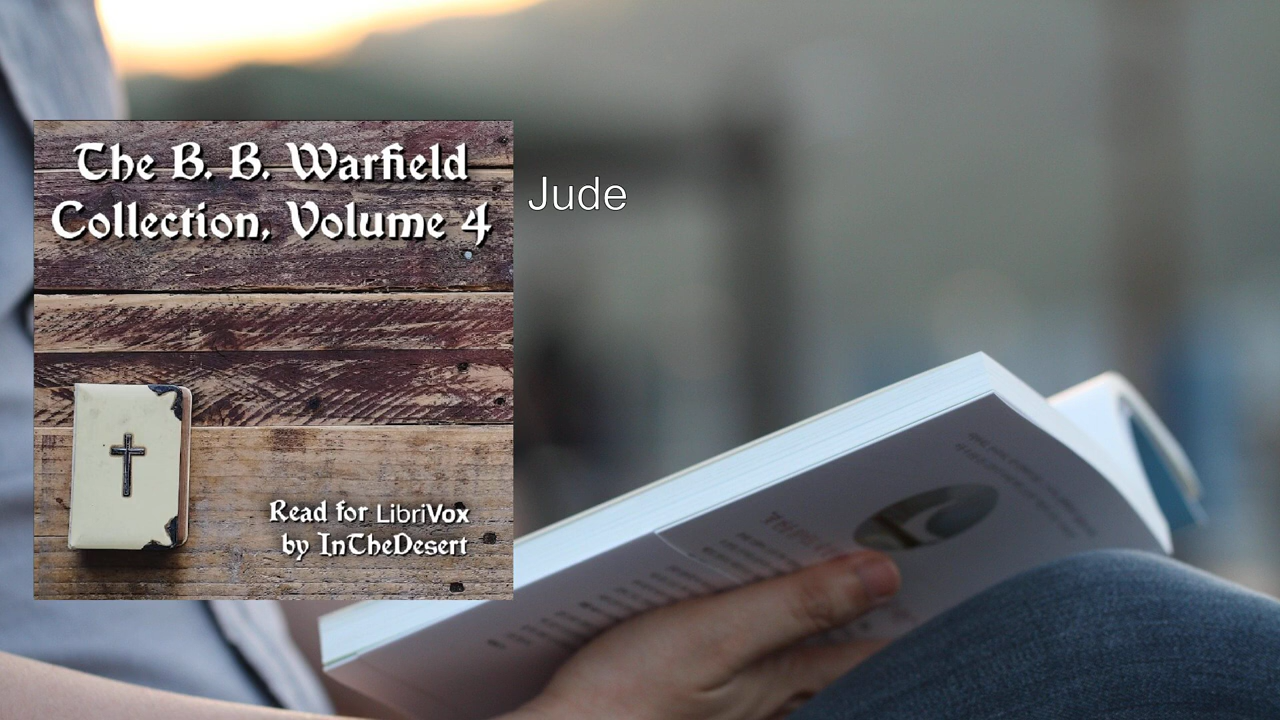 The B. B. Warfield
Collection, Volume 4
Jude
Read for LibriVox
by InTheDesert